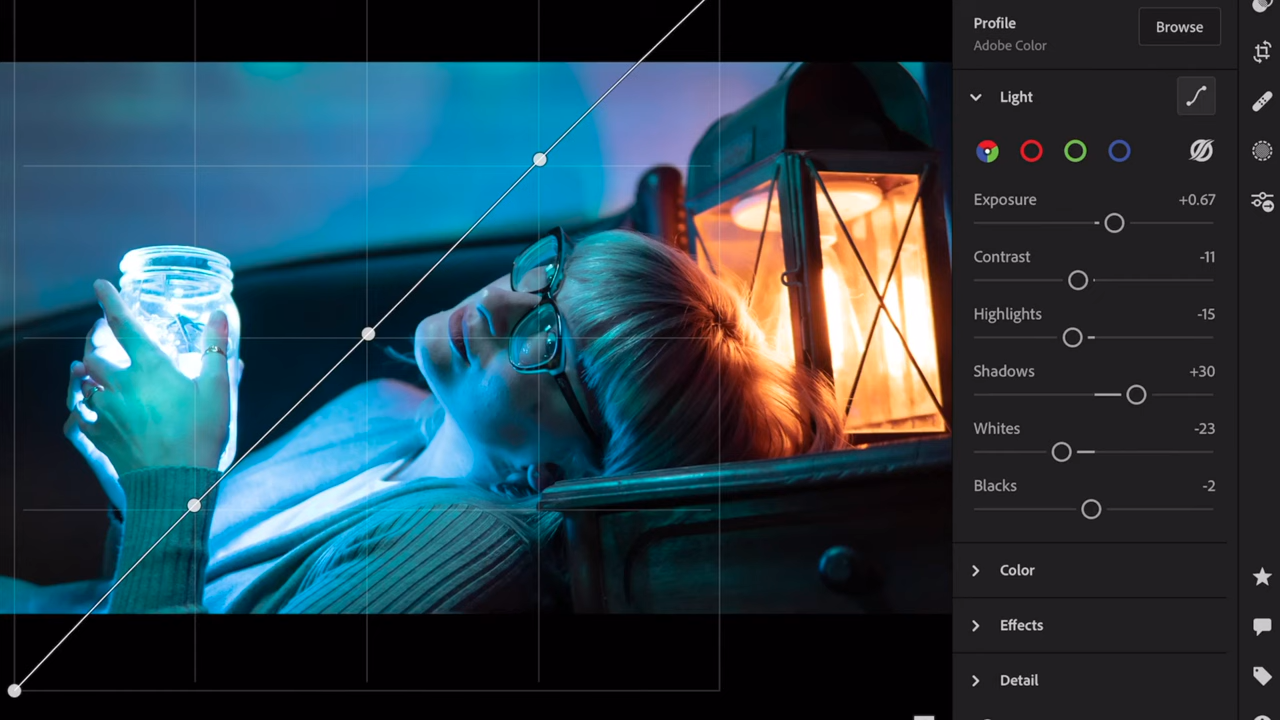 Profile
Browse
Adobe Color
Light
Exposure +0.67
Contrast -11
Highlights -15
Shadows +30
Whites -23
Blacks -2
Color
Effects
Detail